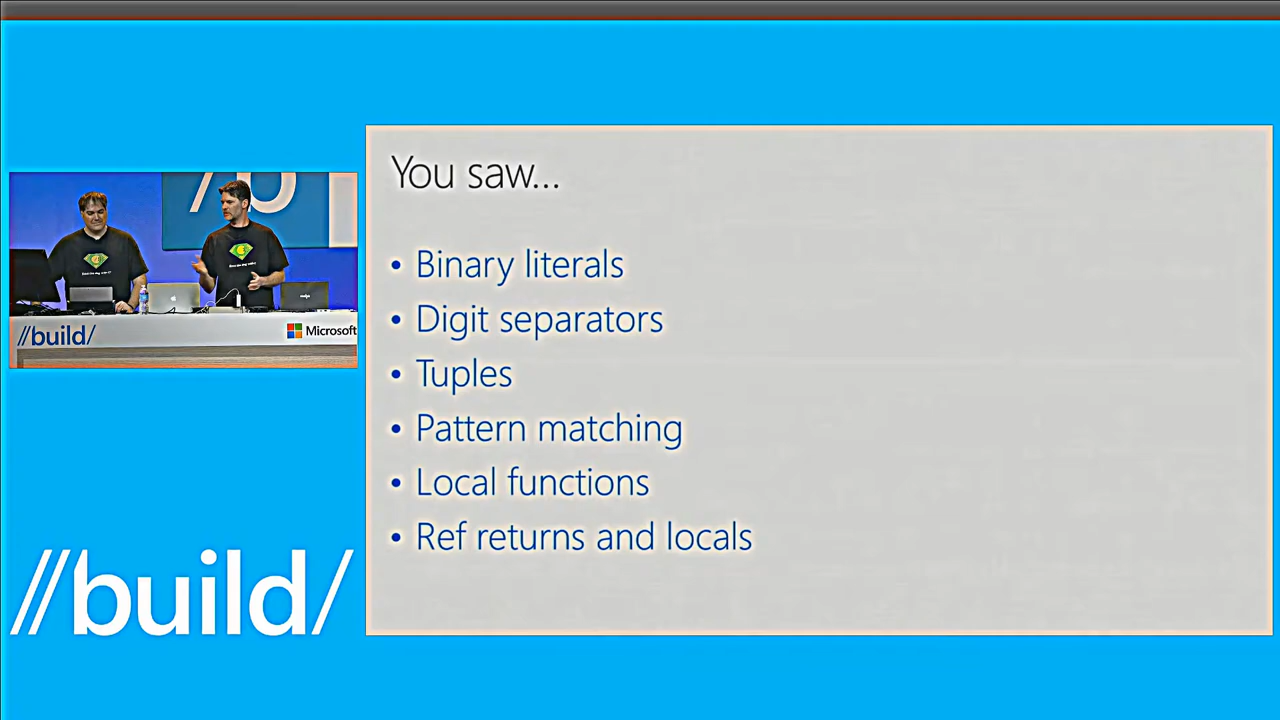 You saw...
• Binary literals
• Digit separators
• Tuples
• Pattern matching
• Local functions
• Ref returns and locals
/b
//build/
Microsoft
//build/